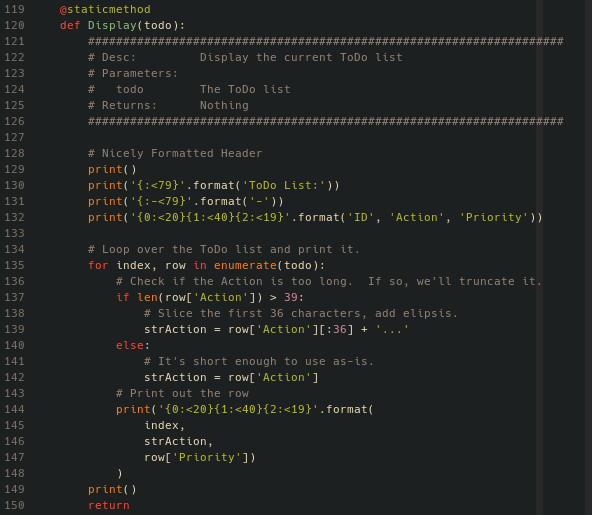 119 @staticmethod
120 def Display(todo):
121 ####################################################################
122 # Desc: Display the current ToDo list
123 # Parameters:
124 # todo The ToDo list
125 # Returns: Nothing
126 ####################################################################
127
128 # Nicely Formatted Header
129 print()
130 print('{:<79}'.format('ToDo List:'))
131 print('{:-<79}'.format('-'))
132 print('{0:<20}{1:<40}{2:<19}'.format('ID', 'Action', 'Priority'))
133
134 # Loop over the ToDo list and print it.
135 for index, row in enumerate(todo):
136 # Check if the Action is too long.  If so, we'll truncate it.
137 if len(row['Action']) > 39:
138 # Slice the first 36 characters, add elipsis.
139 strAction = row['Action'][:36] + '...'
140 else:
141 # It's short enough to use as-is.
142 strAction = row['Action']
143 # Print out the row
144 print('{0:<20}{1:<40}{2:<19}'.format(
145 index,
146 strAction,
147 row['Priority'])
148 )
149 print()
150 return